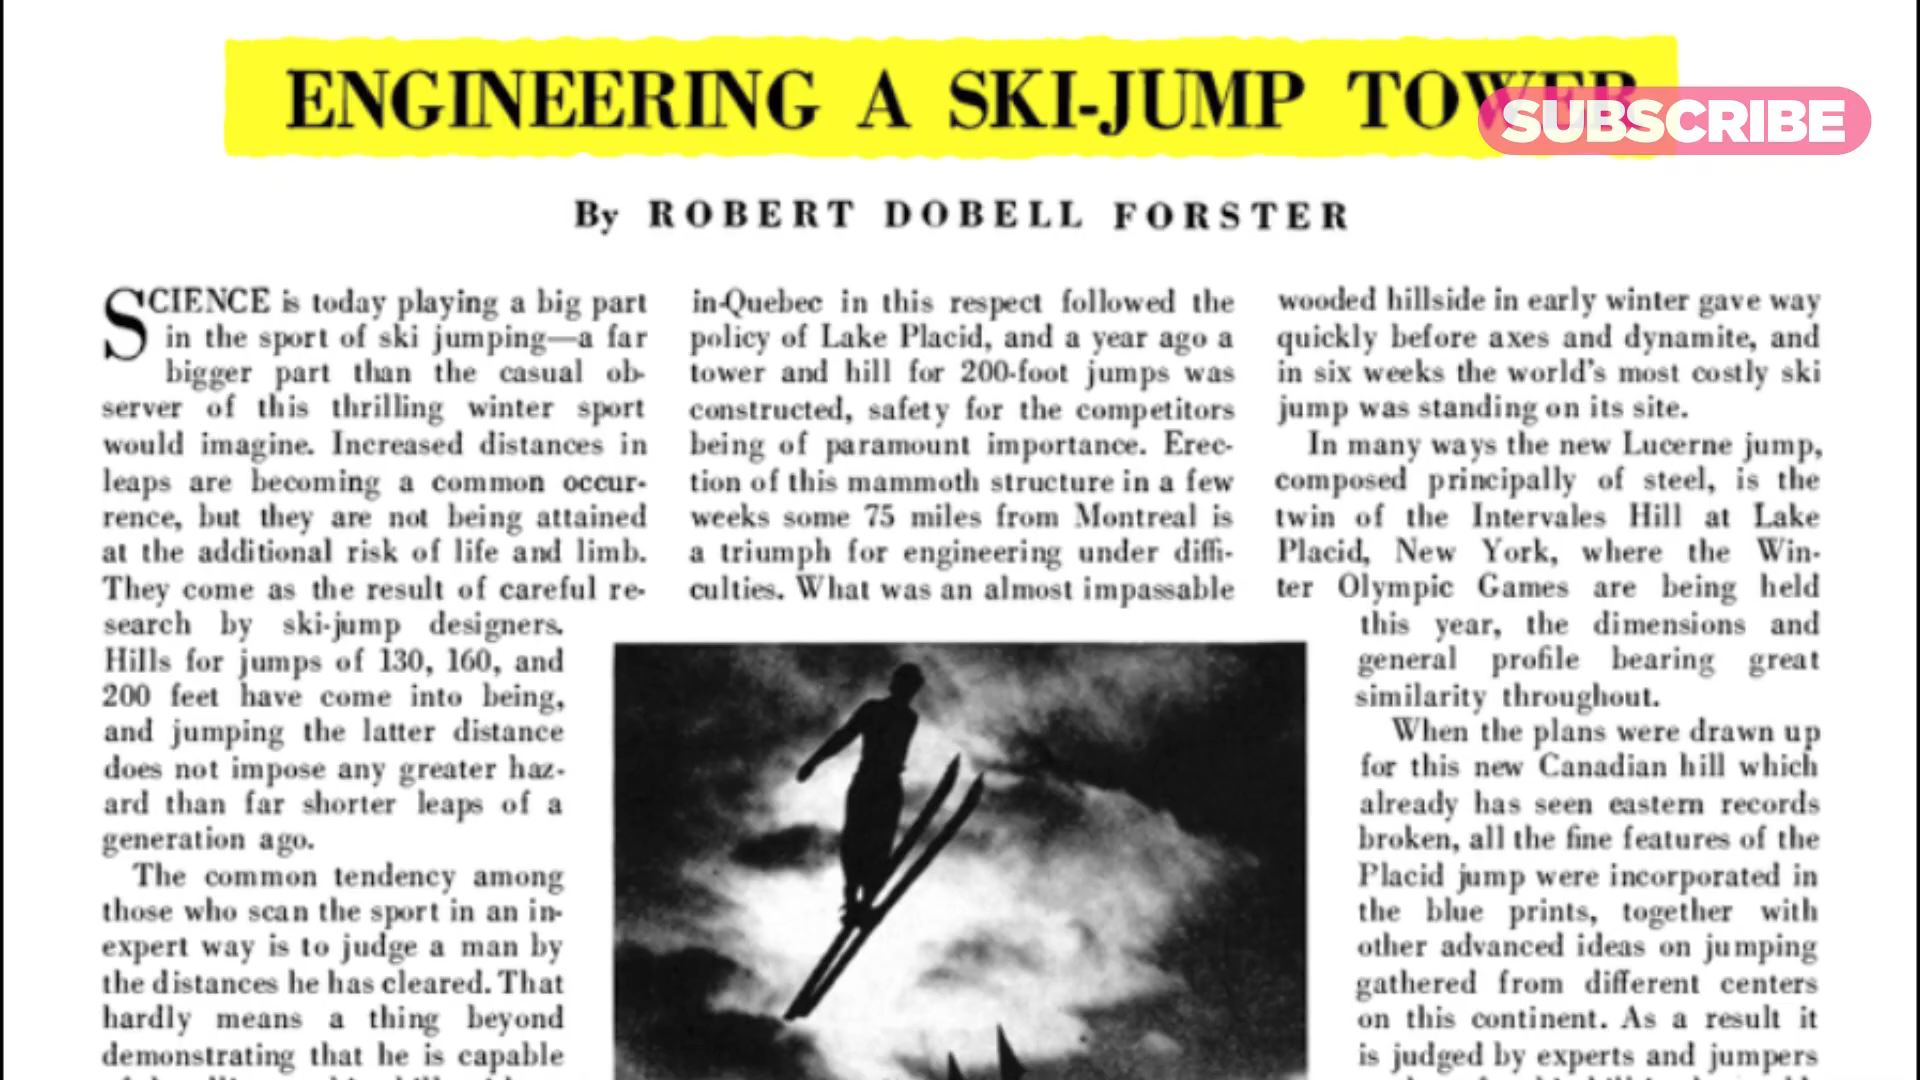 ENGINEERING A SKI-JUMP TOWER
SUBSCRIBE
By ROBERT DOBELL FORSTER
SCIENCE is today playing a big part
in the sport of ski jumping—a far
bigger part than the casual ob-
server of this thrilling winter sport
would imagine. Increased distances in
leaps are becoming a common occur-
rence, but they are not being attained
at the additional risk of life and limb.
They come as the result of careful re-
search by ski-jump designers.
Hills for jumps of 130, 160, and
200 feet have come into being,
and jumping the latter distance
does not impose any greater haz-
ard than far shorter leaps of a
generation ago.
The common tendency among
those who scan the sport in an in-
expert way is to judge a man by
the distances he has cleared. That
hardly means a thing beyond
demonstrating that he is capable
in-Quebec in this respect followed the
policy of Lake Placid, and a year ago a
tower and hill for 200-foot jumps was
constructed, safety for the competitors
being of paramount importance. Erec-
tion of this mammoth structure in a few
weeks some 75 miles from Montreal is
a triumph for engineering under diffi-
culties. What was an almost impassable
wooded hillside in early winter gave way
quickly before axes and dynamite, and
in six weeks the world's most costly ski
jump was standing on its site.
In many ways the new Lucerne jump,
composed principally of steel, is the
twin of the Intervales Hill at Lake
Placid, New York, where the Win-
ter Olympic Games are being held
this year, the dimensions and
general profile bearing great
similarity throughout.
When the plans were drawn up
for this new Canadian hill which
already has seen eastern records
broken, all the fine features of the
Placid jump were incorporated in
the blue prints, together with
other advanced ideas on jumping
gathered from different centers
on this continent. As a result it
is judged by experts and jumpers